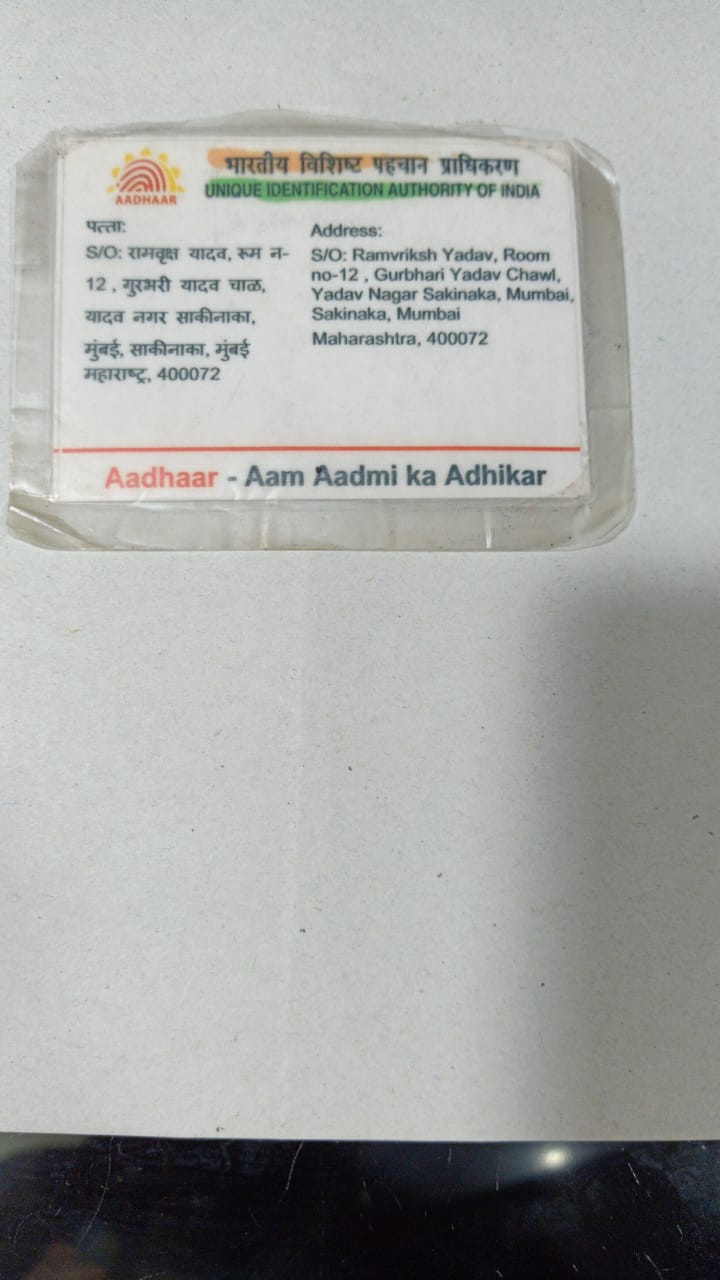 भारतीय विशिष्ट पहचान प्राधिकरण
AADHAAR
UNIQUE IDENTIFICATION AUTHORITY OF INDIA
पत्ता:
S/O: रामवृक्ष यादव, रूम न-
12 , गुरभरी यादव चाळ,
यादव नगर साकीनाका,
मुंबई, साकीनाका, मुंबई
महाराष्ट्र, 400072
Address:
S/O: Ramvriksh Yadav, Room
no-12 , Gurbhari Yadav Chawl,
Yadav Nagar Sakinaka, Mumbai,
Sakinaka, Mumbai
Maharashtra, 400072
Aadhaar - Aam Aadmi ka Adhikar